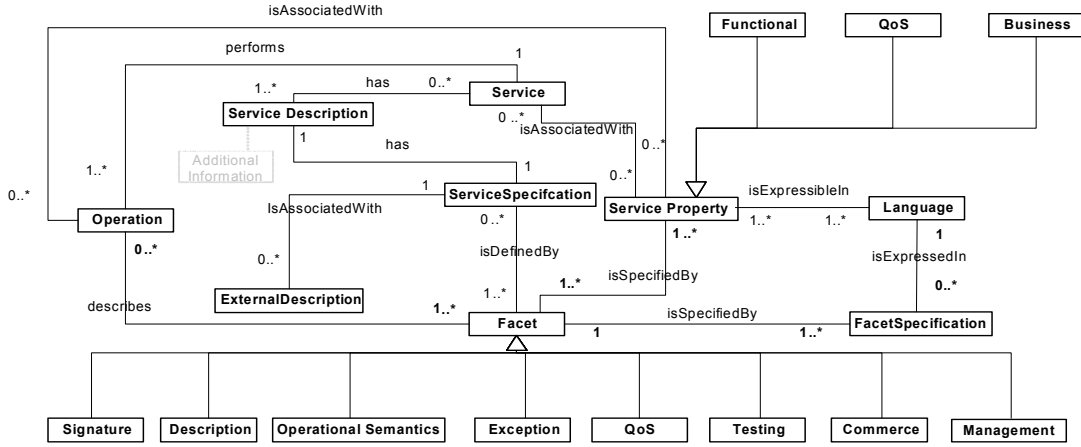 isAssociatedWith
Functional
QoS
Business
performs
1
has
0..*
1..*
Service
Service Description
0..*
isAssociatedWith
1
has
0..*
Additional
Information
1..*
1
1
0..*
isExpressibleIn
0..*
ServiceSpecifcation
IsAssociatedWith
Operation
0..*
Service Property
Language
1..*
1..*
1..*
1
0..*
isDefinedBy
isExpressedIn
0..*
isSpecifiedBy
1..*
1..*
0..*
ExternalDescription
describes
1..*
isSpecifiedBy
Facet
1
1..*
FacetSpecification
Signature
Description
Operational Semantics
Exception
QoS
Testing
Commerce
Management